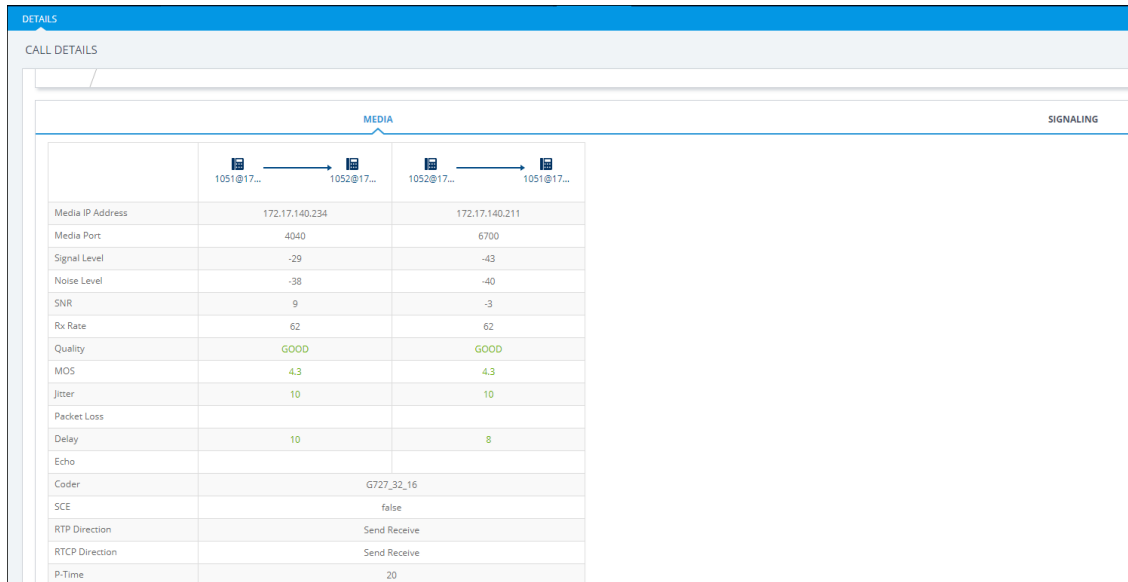 DETAILS
CALL DETAILS
MEDIA SIGNALING
1051@17... 1052@17... 1052@17... 1051@17...
Media IP Address 172.17.140.234 172.17.140.211
Media Port 4040 6700
Signal Level -29 -43
Noise Level -38 -40
SNR 9 -3
Rx Rate 62 62
Quality GOOD GOOD
MOS 4.3 4.3
Jitter 10 10
Packet Loss
Delay 10 8
Echo
Coder G727_32_16
SCE false
RTP Direction Send Receive
RTCP Direction Send Receive
P-Time 20